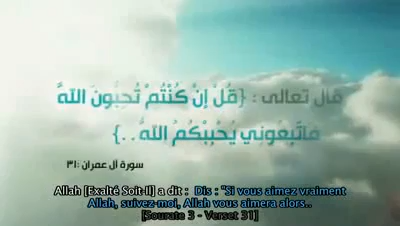 قال تعالى : {قُلْ إِنْ كُنْتُمْ تُحِبُّونَ اللَّهَ
فَاتَّبِعُونِي يُحْبِبْكُمُ اللَّهُ..}
سورة آل عمران :٣١
Allah [Exalté Soit-Il] a dit : Dis : "Si vous aimez vraiment
Allah, suivez-moi, Allah vous aimera alors..
[Sourate 3 - Verset 31]